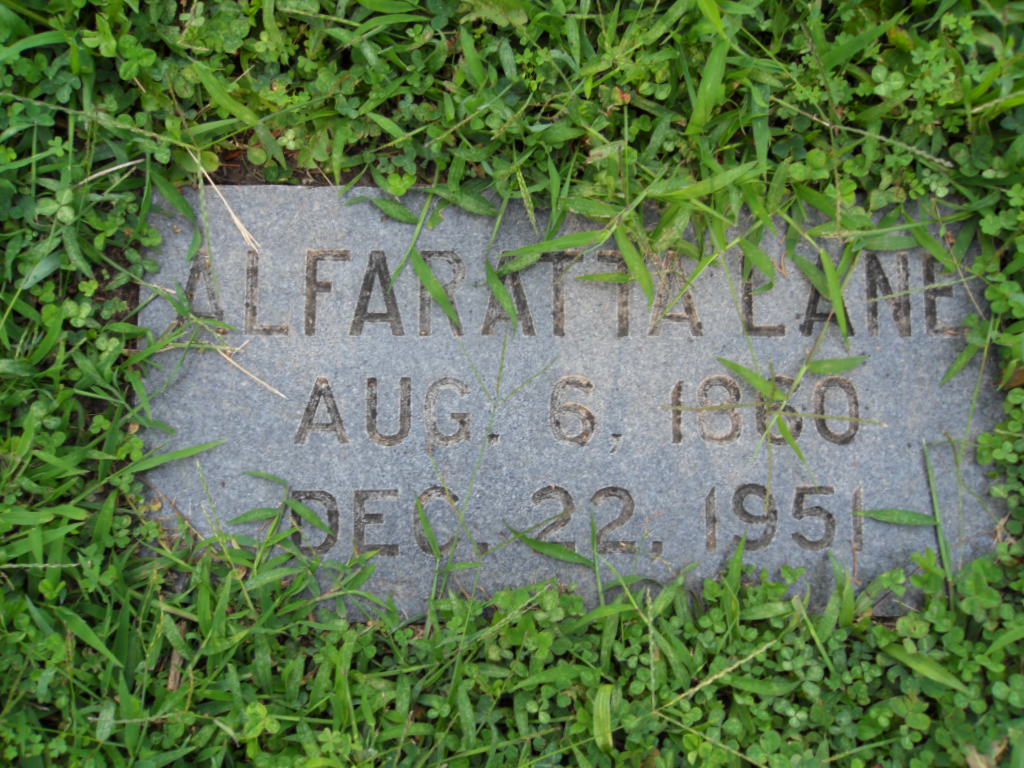 ALFARATTA LANE
AUG. 6, 1860
DEC. 22, 1951